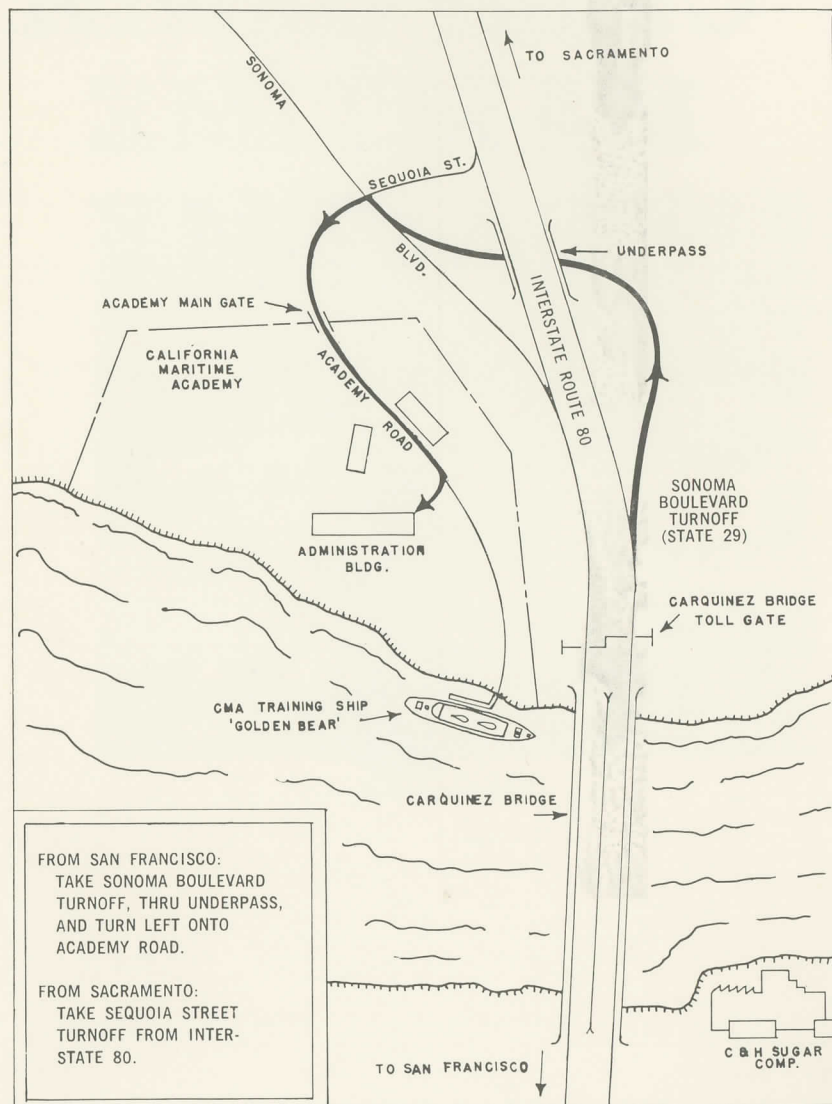 TO SACRAMENTO
SONOMA
SEQUOIA ST.
BLVD.
UNDERPASS
INTERSTATE ROUTE 80
ACADEMY MAIN GATE
CALIFORNIA
MARITIME
ACADEMY
ACADEMY
ROAD
SONOMA
BOULEVARD
TURNOFF
(STATE 29)
ADMINISTRATION
BLDG.
CARQUINEZ BRIDGE
TOLL GATE
CMA TRAINING SHIP
'GOLDEN BEAR'
CARQUINEZ BRIDGE
FROM SAN FRANCISCO:
TAKE SONOMA BOULEVARD
TURNOFF, THRU UNDERPASS,
AND TURN LEFT ONTO
ACADEMY ROAD.
FROM SACRAMENTO:
TAKE SEQUOIA STREET
TURNOFF FROM INTER-
STATE 80.
TO SAN FRANCISCO
C & H SUGAR
COMP.